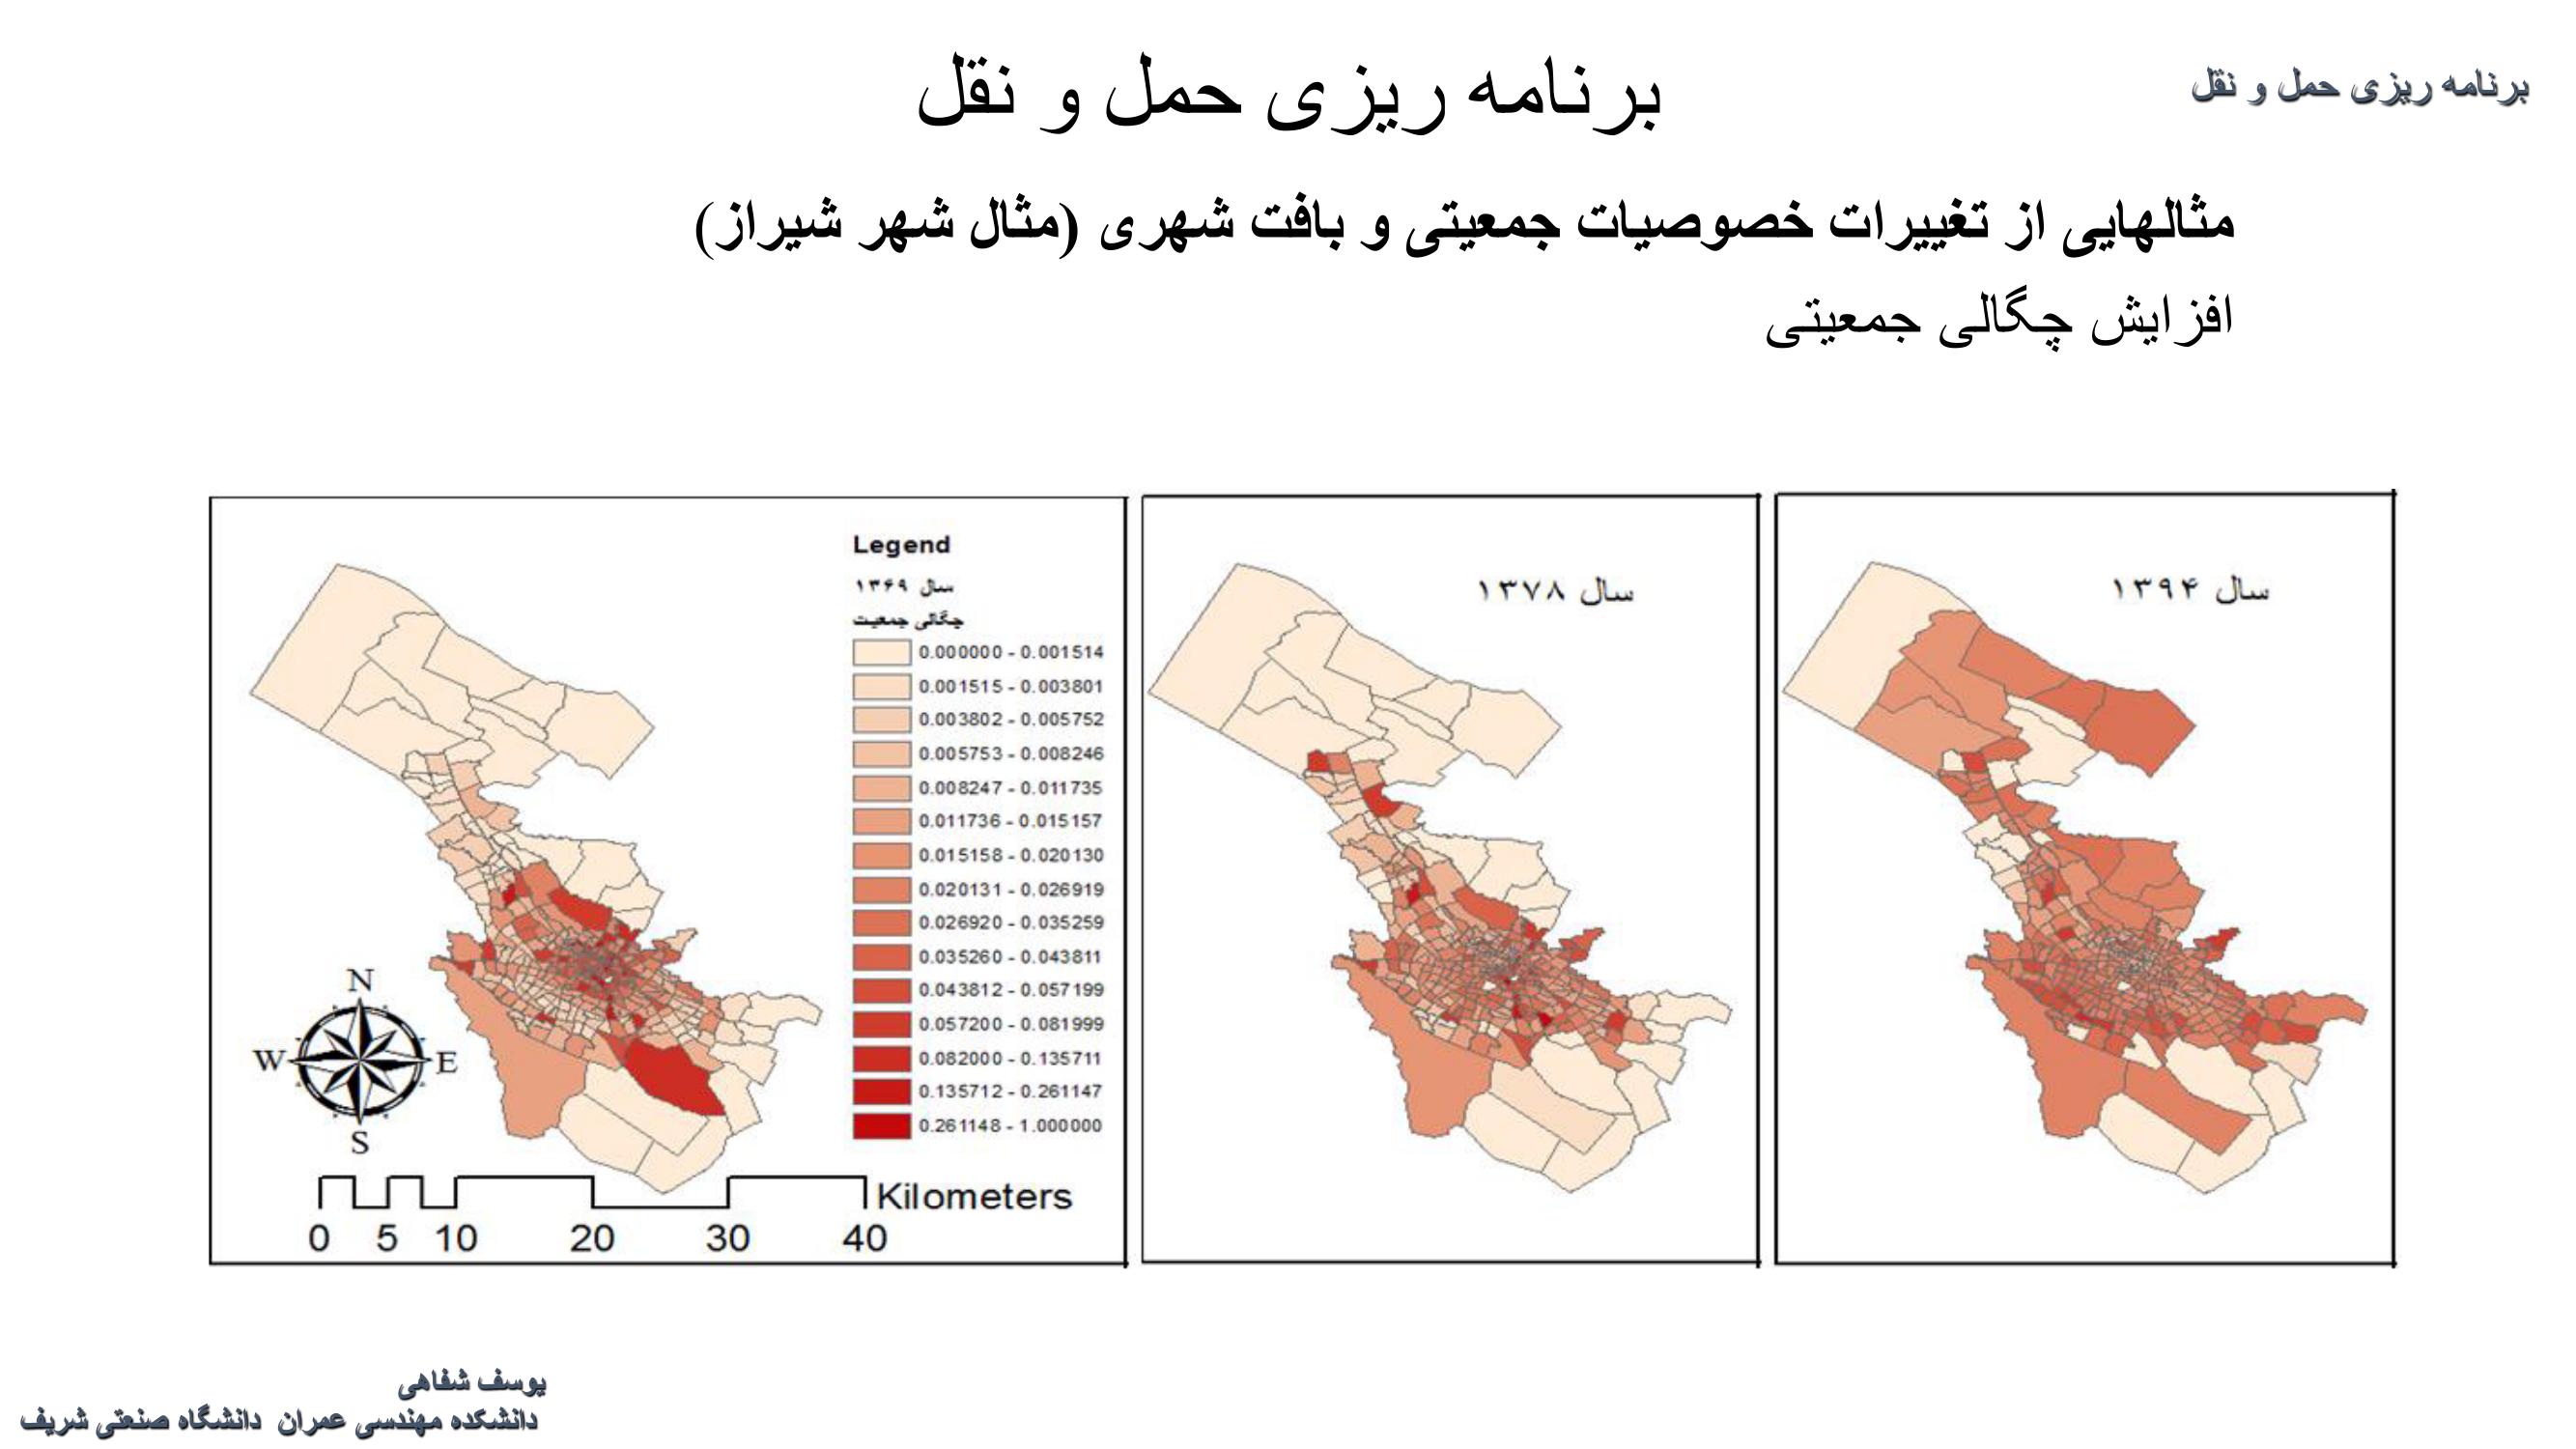 برنامه ریزی حمل و نقل
برنامه ریزی حمل و نقل
مثالهایی از تغییرات خصوصیات جمعیتی و بافت شهری (مثال شهر شیراز)
افزایش چگالی جمعیتی
Legend
سال ۱۳۶۹
چگالی جمعیت
0.000000 - 0.001514
0.001515 - 0.003801
0.003802 - 0.005752
0.005753 - 0.008246
0.008247 - 0.011735
0.011736 - 0.015157
0.015158 - 0.020130
0.020131 - 0.026919
0.026920 - 0.035259
0.035260 - 0.043811
0.043812 - 0.057199
0.057200 - 0.081999
0.082000 - 0.135711
0.135712 - 0.261147
0.261148 - 1.000000
N
W E
S
Kilometers
0 5 10 20 30 40
سال ۱۳۷۸
سال ۱۳۹۴
یوسف شفاهی
دانشکده مهندسی عمران دانشگاه صنعتی شریف